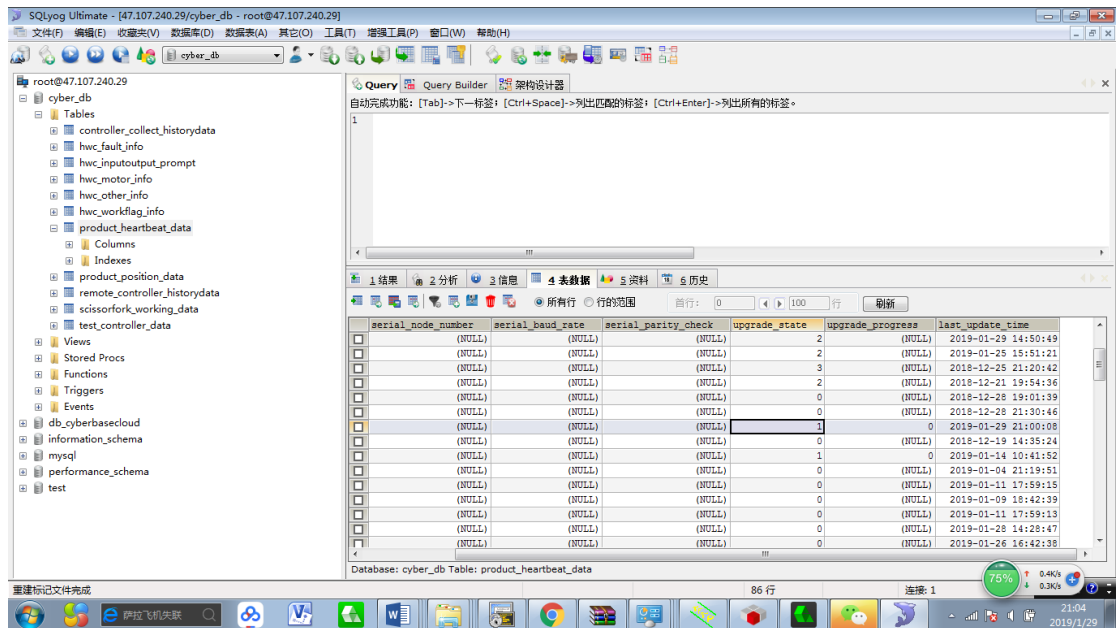 SQLyog Ultimate - [47.107.240.29/cyber_db - root@47.107.240.29]
文件(F) 编辑(E) 收藏夹(V) 数据库(D) 数据表(A) 其它(O) 工具(T) 增强工具(P) 窗口(W) 帮助(H)
cyber_db
root@47.107.240.29
cyber_db
Tables
controller_collect_historydata
hwc_fault_info
hwc_inputoutput_prompt
hwc_motor_info
hwc_other_info
hwc_workflag_info
product_heartbeat_data
Columns
Indexes
product_position_data
remote_controller_historydata
scissorfork_working_data
test_controller_data
Views
Stored Procs
Functions
Triggers
Events
db_cyberbasecloud
information_schema
mysql
performance_schema
test
Query Query Builder 架构设计器
自动完成功能: [Tab]->下一标签; [Ctrl+Space]->列出匹配的标签; [Ctrl+Enter]->列出所有的标签。
1
1 结果 2 分析 3 信息 4 表数据 5 资料 6 历史
所有行 行的范围 首行: 0 100 行 刷新
serial_node_number serial_baud_rate serial_parity_check upgrade_state upgrade_progress last_update_time
(NULL) (NULL) (NULL) 2 (NULL) 2019-01-29 14:50:49
(NULL) (NULL) (NULL) 2 (NULL) 2019-01-25 15:51:21
(NULL) (NULL) (NULL) 3 (NULL) 2018-12-25 21:20:42
(NULL) (NULL) (NULL) 2 (NULL) 2018-12-21 19:54:36
(NULL) (NULL) (NULL) 0 (NULL) 2018-12-28 19:01:39
(NULL) (NULL) (NULL) 0 (NULL) 2018-12-28 21:30:46
(NULL) (NULL) (NULL) 1 0 2019-01-29 21:00:08
(NULL) (NULL) (NULL) 0 (NULL) 2018-12-19 14:35:24
(NULL) (NULL) (NULL) 1 0 2019-01-14 10:41:52
(NULL) (NULL) (NULL) 0 (NULL) 2019-01-04 21:19:51
(NULL) (NULL) (NULL) 0 (NULL) 2019-01-11 17:59:15
(NULL) (NULL) (NULL) 0 (NULL) 2019-01-09 18:42:39
(NULL) (NULL) (NULL) 0 (NULL) 2019-01-11 17:59:13
(NULL) (NULL) (NULL) 0 (NULL) 2019-01-28 14:28:47
(NULL) (NULL) (NULL) 0 (NULL) 2019-01-26 16:42:38
Database: cyber_db Table: product_heartbeat_data
重建标记文件完成 86 行 连接: 1
75% 0.4K/s
0.3K/s
萨拉飞机失联
21:04
2019/1/29